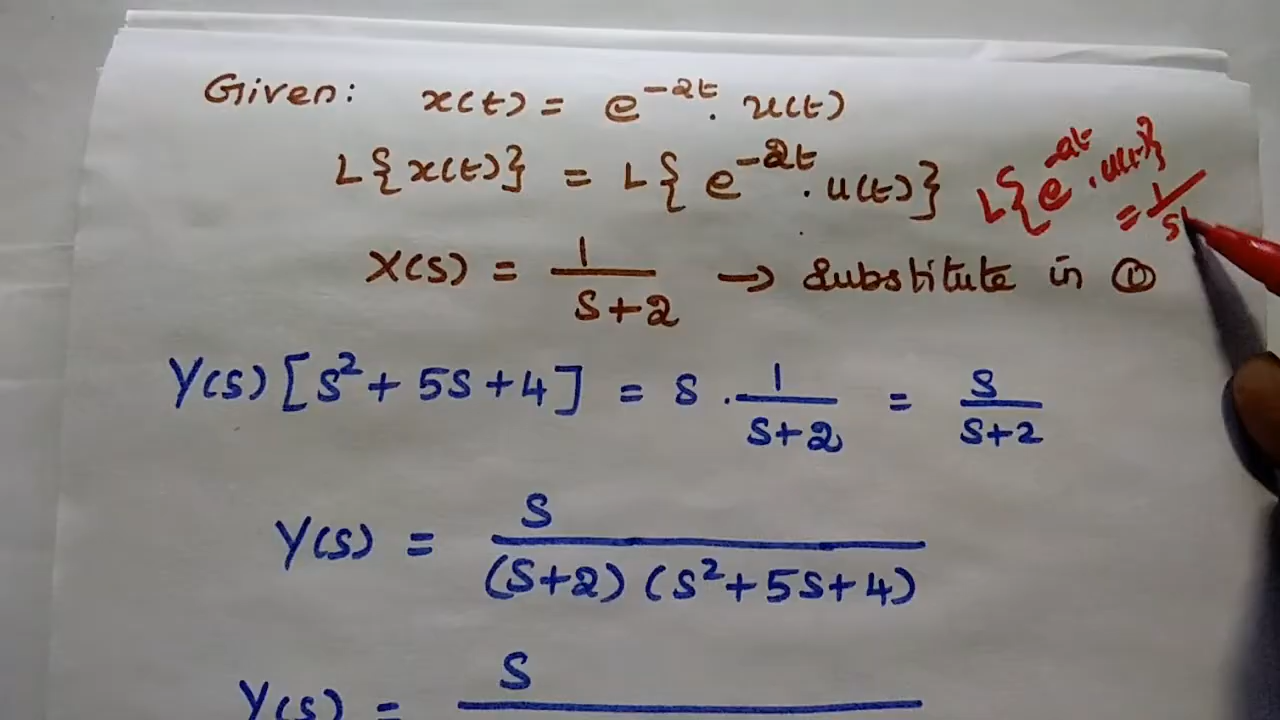 Given: x(t) = e^{-2t} . u(t)
L{x(t)} = L{e^{-2t} . u(t)}
L{e^{-at} . u(t)}
= 1/s
X(s) = 1/(s+2) → Substitute in ①
Y(s)[s² + 5s + 4] = s . 1/(s+2) = s/(s+2)
Y(s) = s/((s+2)(s²+5s+4))
Y(s) = s